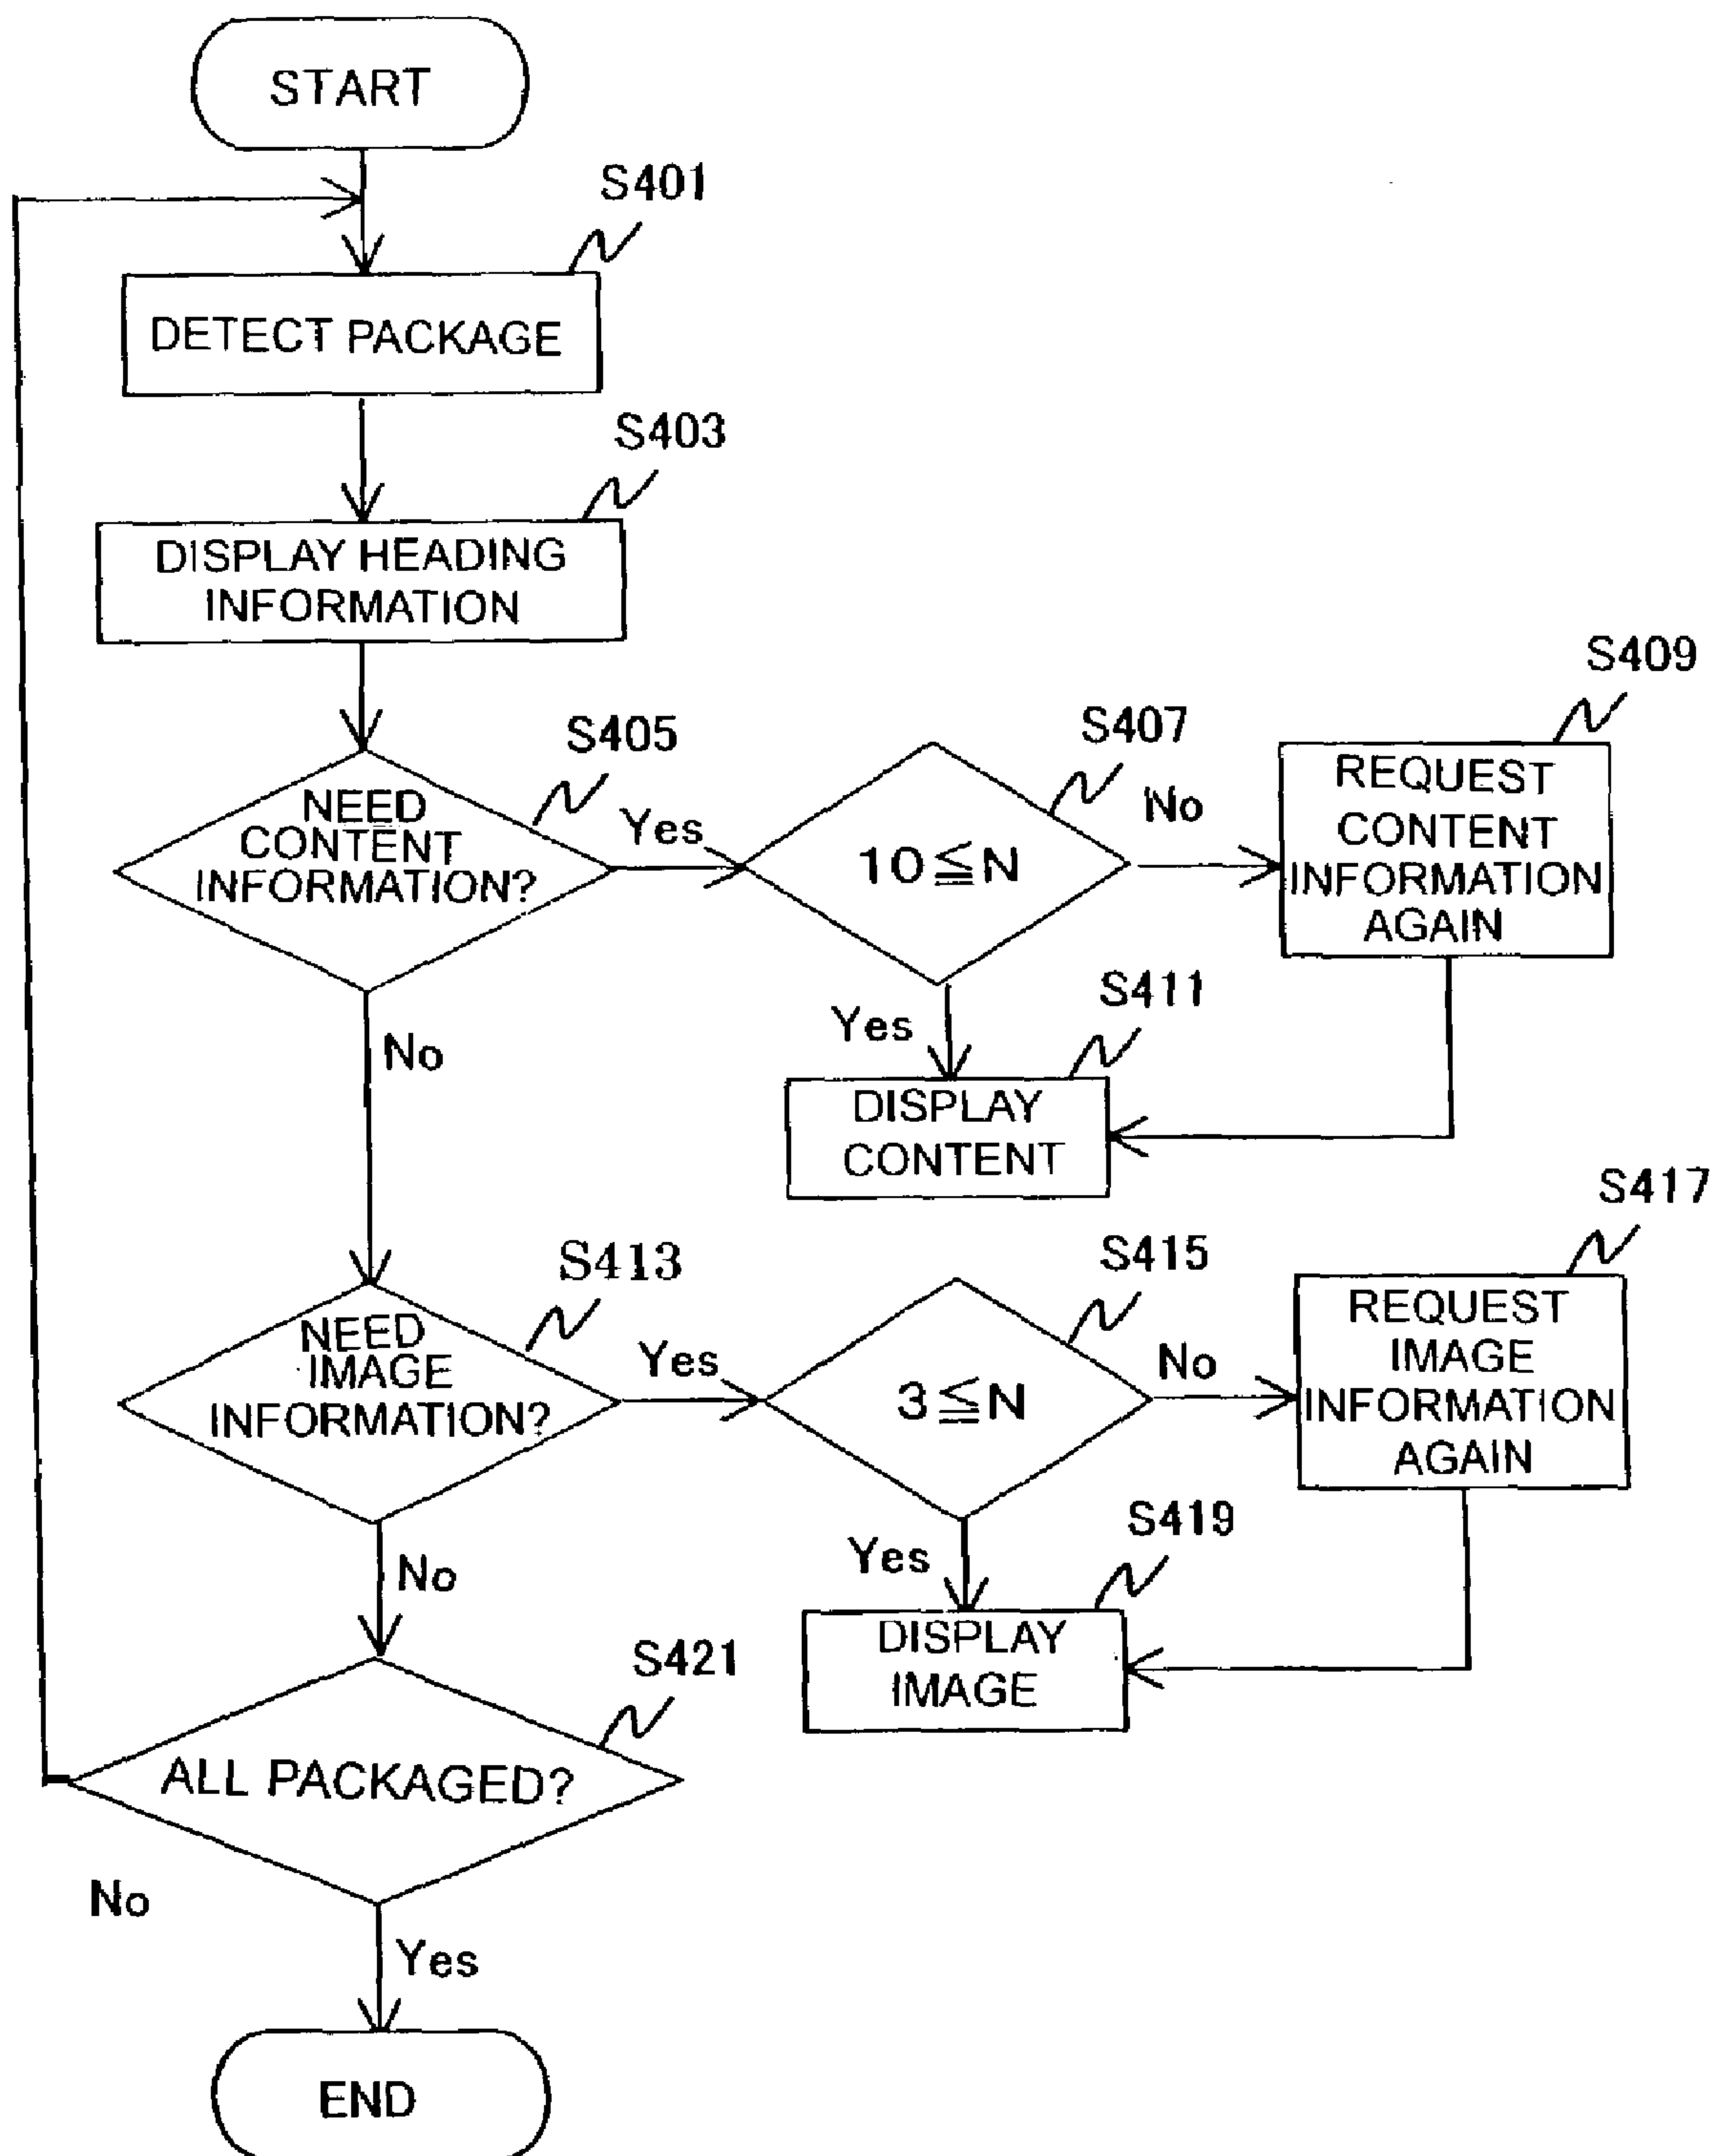 START
S401
DETECT PACKAGE
S403
DISPLAY HEADING
INFORMATION
S405
NEED
CONTENT
INFORMATION?
Yes
S407
10≦N
No
S409
REQUEST
CONTENT
INFORMATION
AGAIN
Yes
S411
DISPLAY
CONTENT
No
S413
NEED
IMAGE
INFORMATION?
Yes
S415
3≦N
No
S417
REQUEST
IMAGE
INFORMATION
AGAIN
Yes
S419
DISPLAY
IMAGE
No
S421
ALL PACKAGED?
No
Yes
END